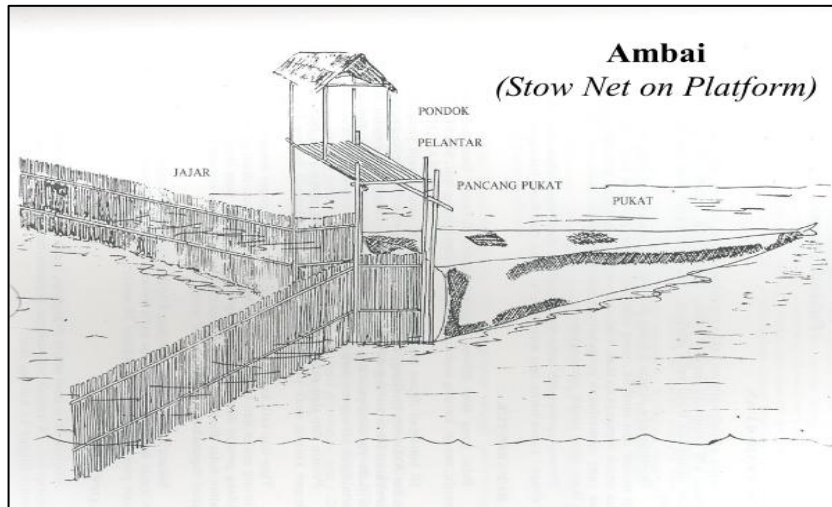 Ambai
(Stow Net on Platform)
PONDOK
PELANTAR
JAJAR
PANCANG PUKAT
PUKAT